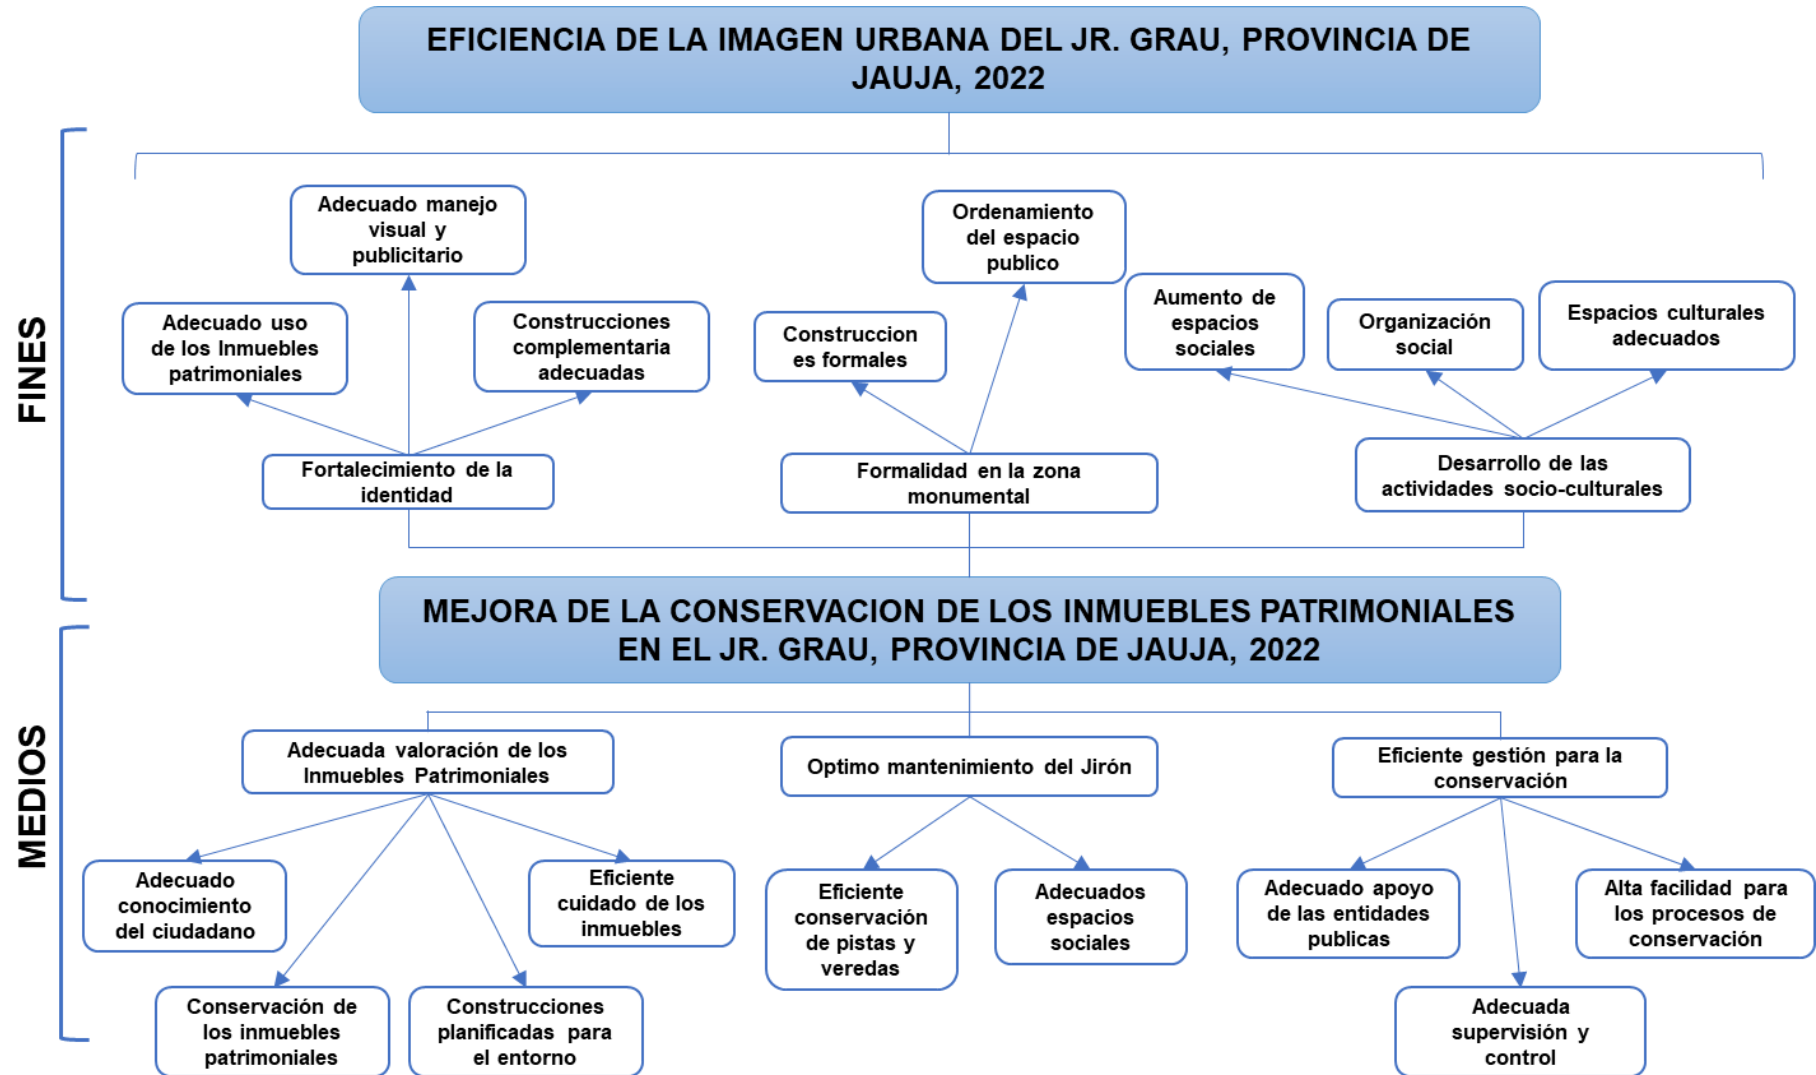 EFICIENCIA DE LA IMAGEN URBANA DEL JR. GRAU, PROVINCIA DE
JAUJA, 2022
FINES
Adecuado manejo
visual y
publicitario
Ordenamiento
del espacio
publico
Adecuado uso
de los Inmuebles
patrimoniales
Construcciones
complementaria
adecuadas
Construccion
es formales
Aumento de
espacios
sociales
Organización
social
Espacios culturales
adecuados
Fortalecimiento de la
identidad
Formalidad en la zona
monumental
Desarrollo de las
actividades socio-culturales
MEJORA DE LA CONSERVACION DE LOS INMUEBLES PATRIMONIALES
EN EL JR. GRAU, PROVINCIA DE JAUJA, 2022
MEDIOS
Adecuada valoración de los
Inmuebles Patrimoniales
Optimo mantenimiento del Jirón
Eficiente gestión para la
conservación
Adecuado
conocimiento
del ciudadano
Eficiente
cuidado de los
inmuebles
Eficiente
conservación
de pistas y
veredas
Adecuados
espacios
sociales
Adecuado apoyo
de las entidades
publicas
Alta facilidad para
los procesos de
conservación
Conservación de
los inmuebles
patrimoniales
Construcciones
planificadas para
el entorno
Adecuada
supervisión y
control